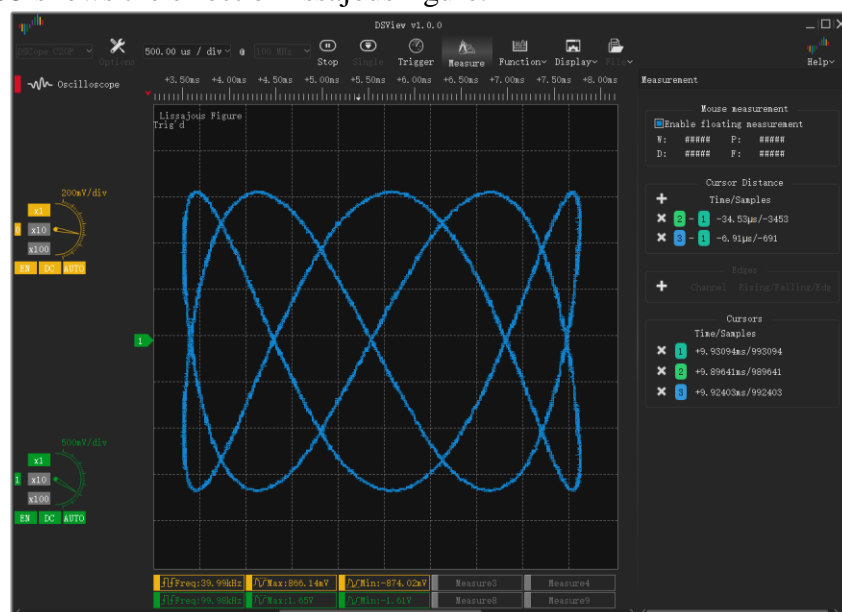 DSView v1.0.0
DSCope C20P
500.00 us / div @ 100 MHz
Options
Stop
Single
Trigger
Measure
Function
Display
File
Help
Oscilloscope
+3.50ms +4.00ms +4.50ms +5.00ms +5.50ms +6.00ms +6.50ms +7.00ms +7.50ms +8.00ms
Lissajous Figure
Trig'd
200mV/div
x1
0 x10
x100
EN DC AUTO
1
500mV/div
x1
1 x10
x100
EN DC AUTO
Freq:39.99kHz Max:866.14mV Min:-874.02mV Measure3 Measure4
Freq:99.98kHz Max:1.65V Min:-1.61V Measure8 Measure9
Measurement
Mouse measurement
Enable floating measurement
W: ##### P: #####
D: ##### F: #####
Cursor Distance
Time/Samples
2 - 1 -34.53μs/-3453
3 - 1 -6.91μs/-691
Edges
Channel Rising/Falling/Edg
Cursors
Time/Samples
1 +9.93094ms/993094
2 +9.89641ms/989641
3 +9.92403ms/992403